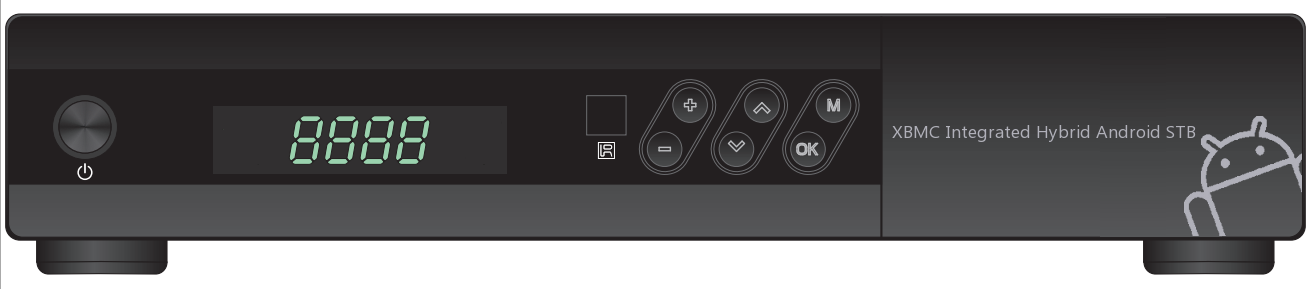 8888
+
-
M
OK
XBMC Integrated Hybrid Android STB